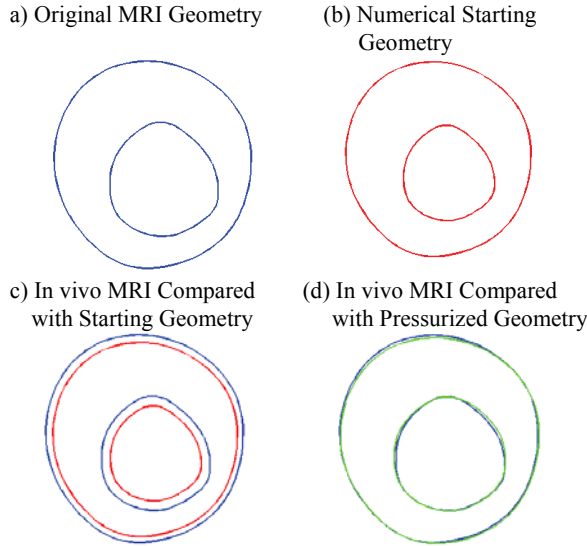 a) Original MRI Geometry
(b) Numerical Starting
Geometry
c) In vivo MRI Compared
with Starting Geometry
(d) In vivo MRI Compared
with Pressurized Geometry